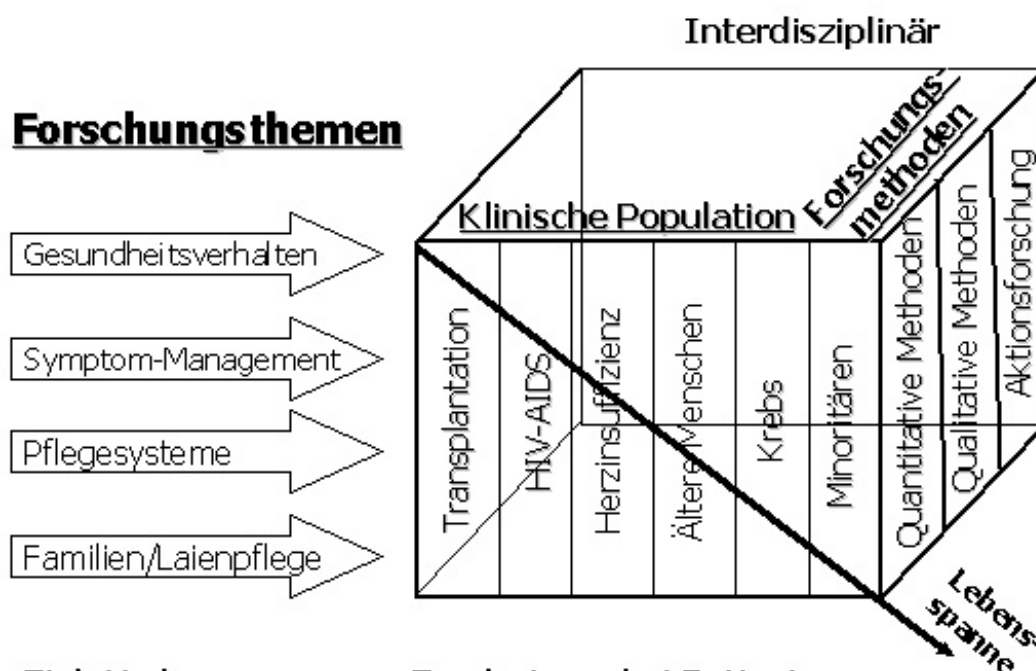 Interdisziplinär
Forschungsthemen
Forschungs-
methoden
Klinische Population
Gesundheitsverhalten
Symptom-Management
Pflegesysteme
Familien/Laienpflege
Transplantation
HIV-AIDS
Herzinsuffizienz
Ältere Menschen
Krebs
Minoritären
Quantitative Methoden
Qualitative Methoden
Aktionsforschung
Lebens-
spanne